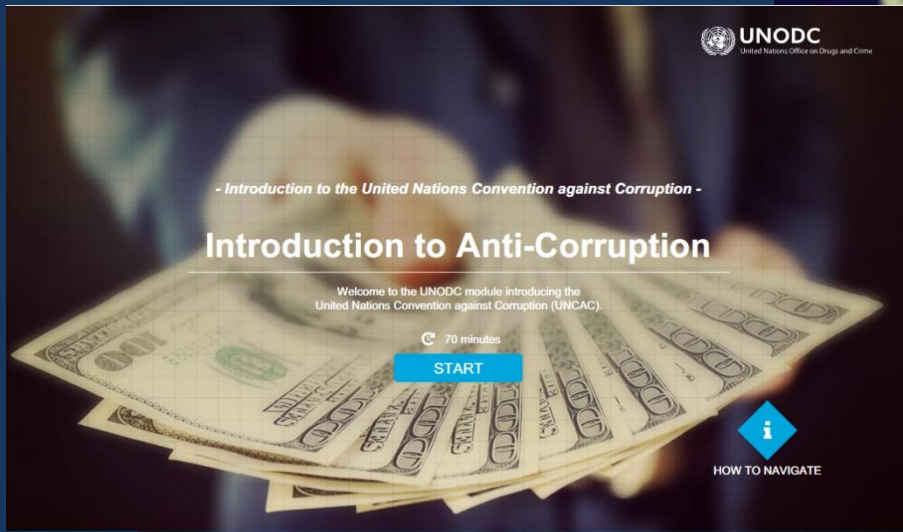 UNODC
United Nations Office on Drugs and Crime
- Introduction to the United Nations Convention against Corruption -
Introduction to Anti-Corruption
Welcome to the UNODC module introducing the
United Nations Convention against Corruption (UNCAC).
70 minutes
START
100
i
HOW TO NAVIGATE